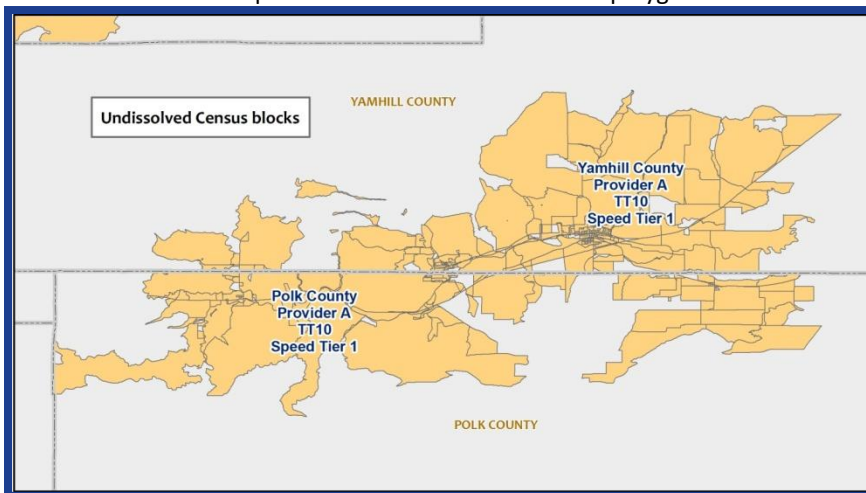 YAMHILL COUNTY
Undissolved Census blocks
Yamhill County
Provider A
TT10
Speed Tier 1
Polk County
Provider A
TT10
Speed Tier 1
POLK COUNTY